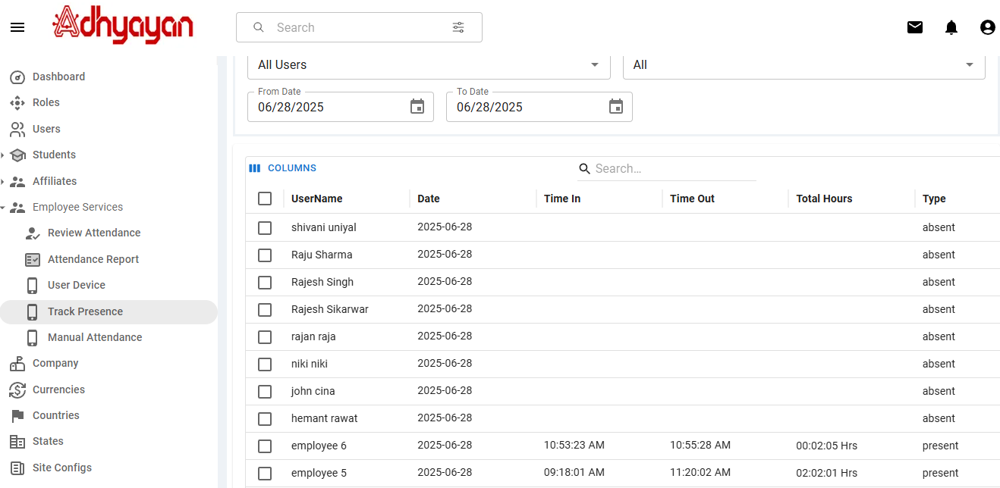 Adhyayan
Search
Dashboard
Roles
Users
Students
Affiliates
Employee Services
Review Attendance
Attendance Report
User Device
Track Presence
Manual Attendance
Company
Currencies
Countries
States
Site Configs
All Users All
From Date To Date
06/28/2025 06/28/2025
COLUMNS Search…
UserName Date Time In Time Out Total Hours Type
shivani uniyal 2025-06-28 absent
Raju Sharma 2025-06-28 absent
Rajesh Singh 2025-06-28 absent
Rajesh Sikarwar 2025-06-28 absent
rajan raja 2025-06-28 absent
niki niki 2025-06-28 absent
john cina 2025-06-28 absent
hemant rawat 2025-06-28 absent
employee 6 2025-06-28 10:53:23 AM 10:55:28 AM 00:02:05 Hrs present
employee 5 2025-06-28 09:18:01 AM 11:20:02 AM 02:02:01 Hrs present